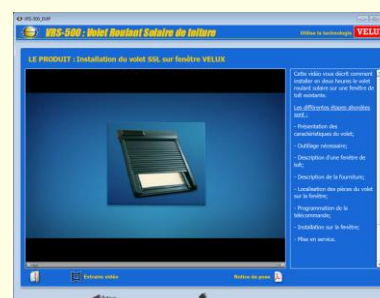 VRS-500_DIAP
VRS-500 : Volet Roulant Solaire de toiture
Utilise la technologie VELUX
LE PRODUIT : Installation du volet SSL sur fenêtre VELUX
Cette vidéo vous décrit comment
installer en deux heures le volet
roulant solaire sur une fenêtre de
toit existante.
Les différentes étapes abordées
sont :
- Présentation des
caractéristiques du volet;
- Outillage nécessaire;
- Description d'une fenêtre de
toit;
- Description de la fourniture;
- Localisation des pièces du volet
sur la fenêtre;
- Programmation de la
télécommande;
- Installation sur la fenêtre;
- Mise en service.
Extraire vidéo
Notice de pose